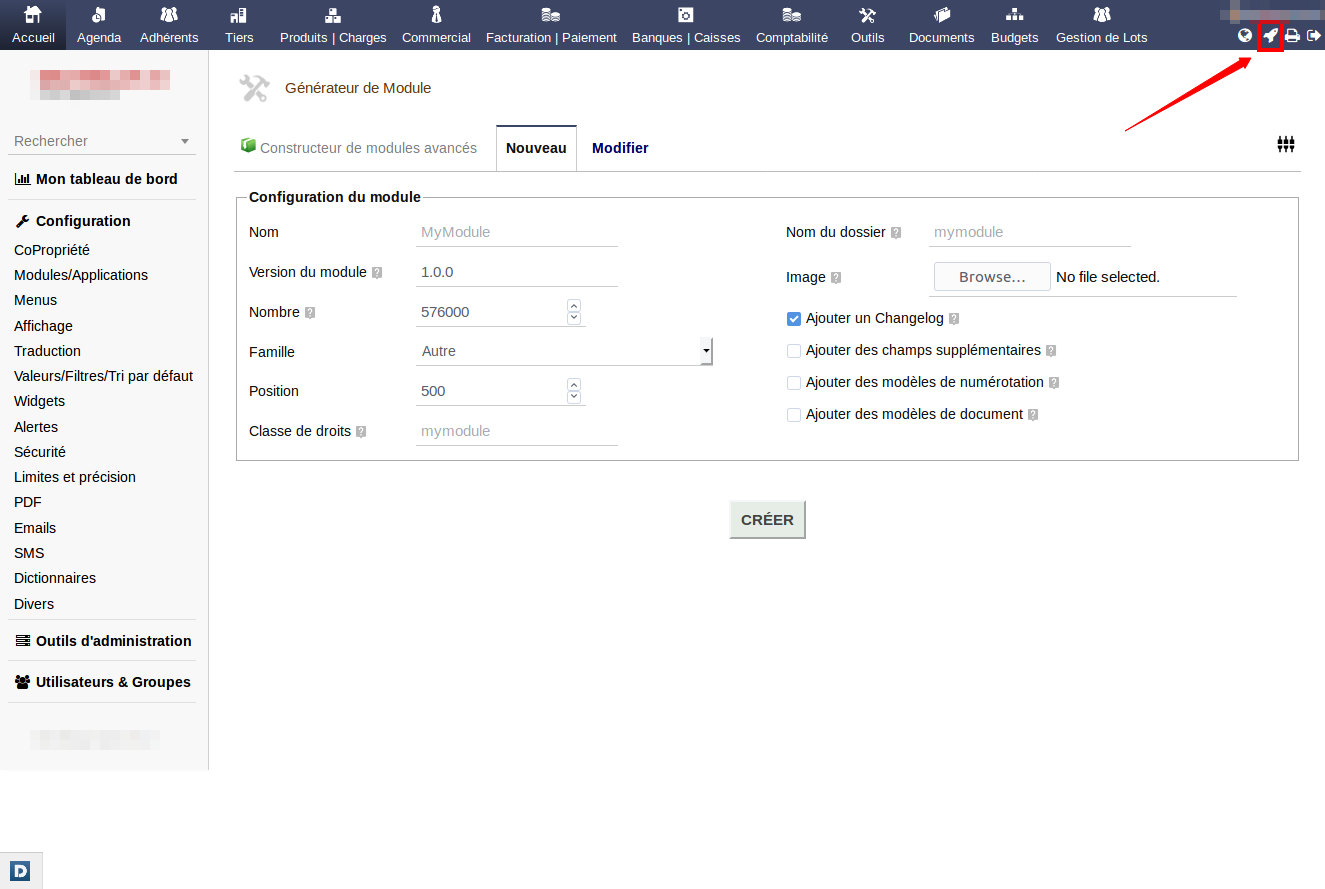 Accueil Agenda Adhérents Tiers Produits | Charges Commercial Facturation | Paiement Banques | Caisses Comptabilité Outils Documents Budgets Gestion de Lots
Rechercher
Mon tableau de bord
Configuration
CoPropriété
Modules/Applications
Menus
Affichage
Traduction
Valeurs/Filtres/Tri par défaut
Widgets
Alertes
Sécurité
Limites et précision
PDF
Emails
SMS
Dictionnaires
Divers
Outils d'administration
Utilisateurs & Groupes
Générateur de Module
Constructeur de modules avancés Nouveau Modifier
Configuration du module
Nom MyModule
Version du module ? 1.0.0
Nombre ? 576000
Famille Autre
Position 500
Classe de droits ? mymodule
Nom du dossier ? mymodule
Image ? Browse... No file selected.
Ajouter un Changelog ?
Ajouter des champs supplémentaires ?
Ajouter des modèles de numérotation ?
Ajouter des modèles de document ?
CRÉER
D